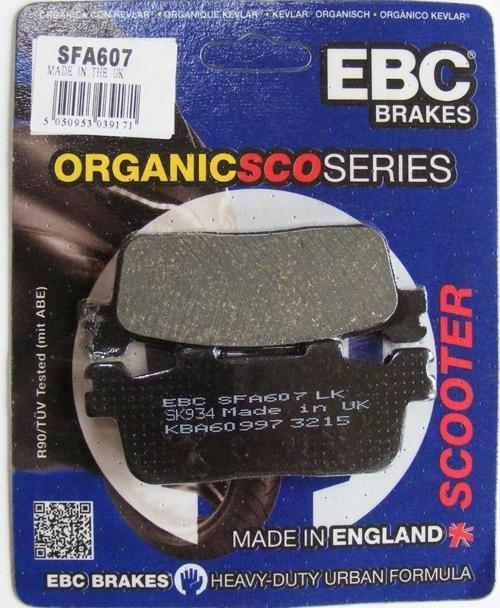 ORGÁNICA CON KEVLAR® · ORGANIQUE KEVLAR® · KEVLAR® ORGANISCH · ORGÂNICO KEVLAR®
SFA607
MADE IN THE UK
5 050953 039171
EBC®
BRAKES
ORGANICSCOSERIES
R90/TÜV Tested (mit ABE)
SCOOTER
EBC SFA607 LK
SK934 Made in UK
KBA60997 3215
MADE IN ENGLAND
EBC BRAKES HEAVY-DUTY URBAN FORMULA